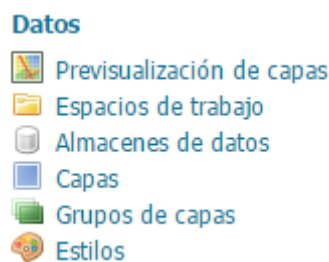 Datos
Previsualización de capas
Espacios de trabajo
Almacenes de datos
Capas
Grupos de capas
Estilos